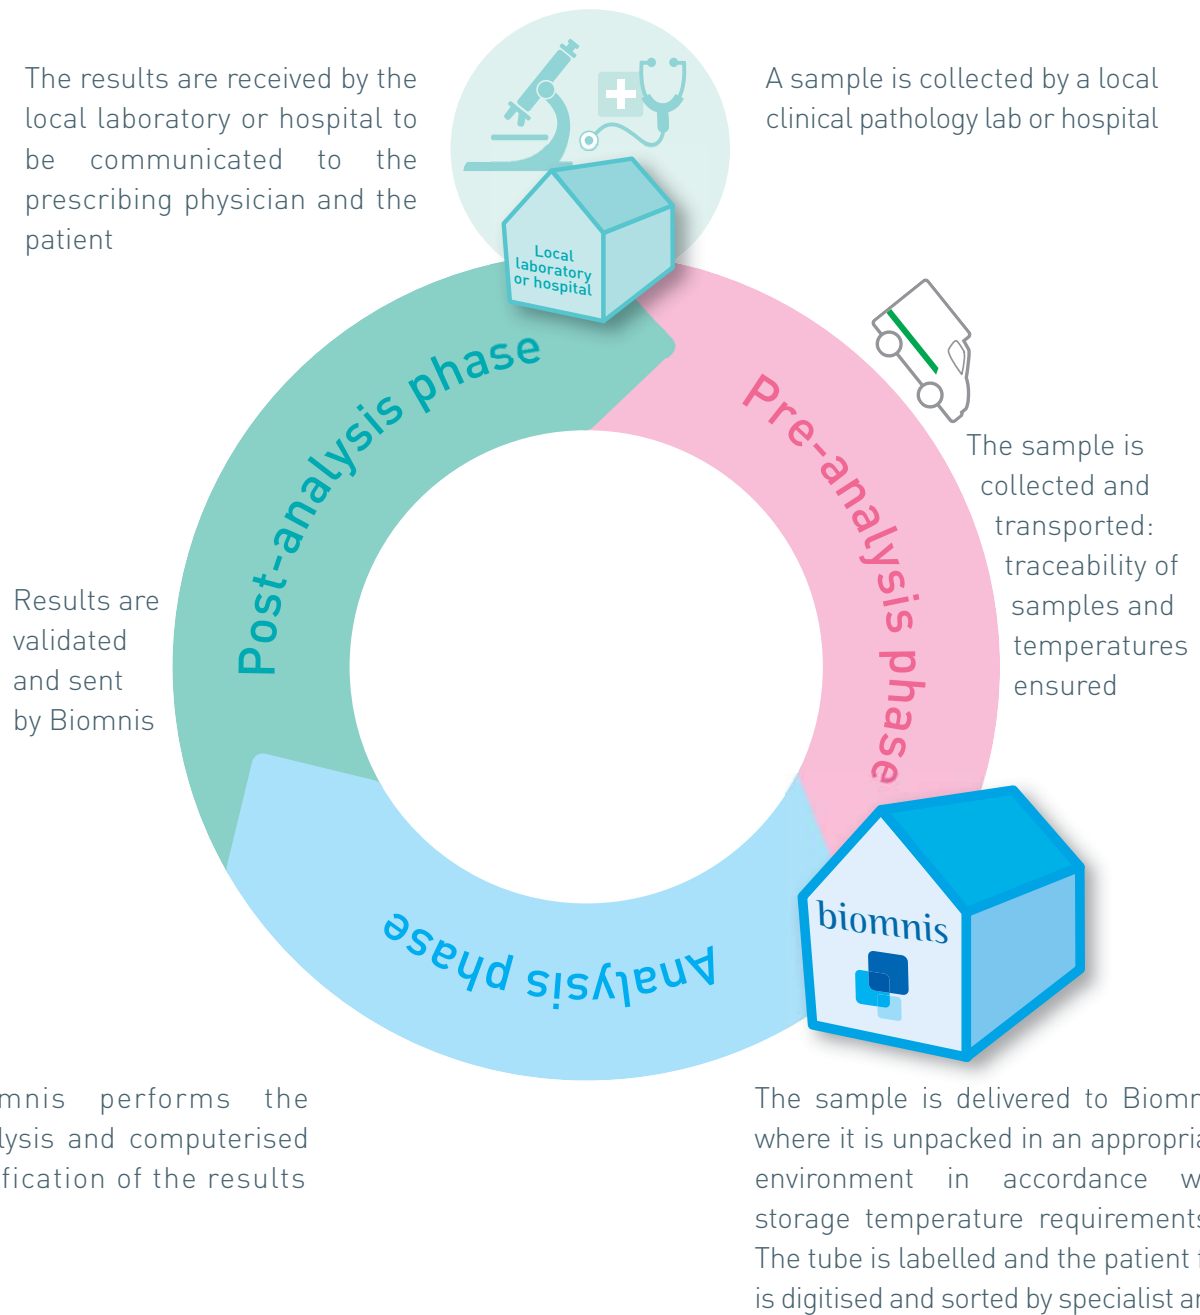 The results are received by the
local laboratory or hospital to
be communicated to the
prescribing physician and the
patient
A sample is collected by a local
clinical pathology lab or hospital
Local
laboratory
or hospital
Post-analysis phase
Pre-analysis phase
The sample is
collected and
transported:
traceability of
samples and
temperatures
ensured
Results are
validated
and sent
by Biomnis
biomnis
Analysis phase
performs the
and computerised
of the results
The sample is delivered to
where it is unpacked in an
environment in accordance
storage temperature requirements
The tube is labelled and the patient
is digitised and sorted by specialist